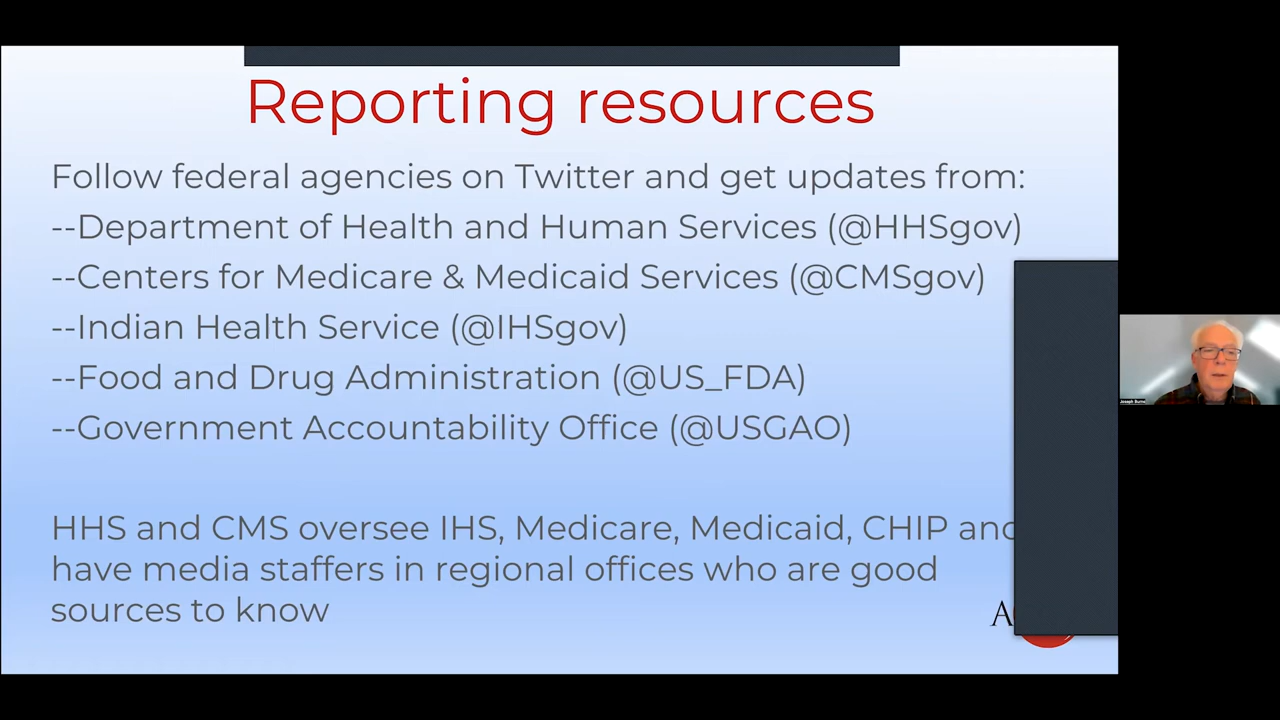 Reporting resources
Follow federal agencies on Twitter and get updates from:
--Department of Health and Human Services (@HHSgov)
--Centers for Medicare & Medicaid Services (@CMSgov)
--Indian Health Service (@IHSgov)
--Food and Drug Administration (@US_FDA)
--Government Accountability Office (@USGAO)
HHS and CMS oversee IHS, Medicare, Medicaid, CHIP and
have media staffers in regional offices who are good
sources to know
Joseph Burns